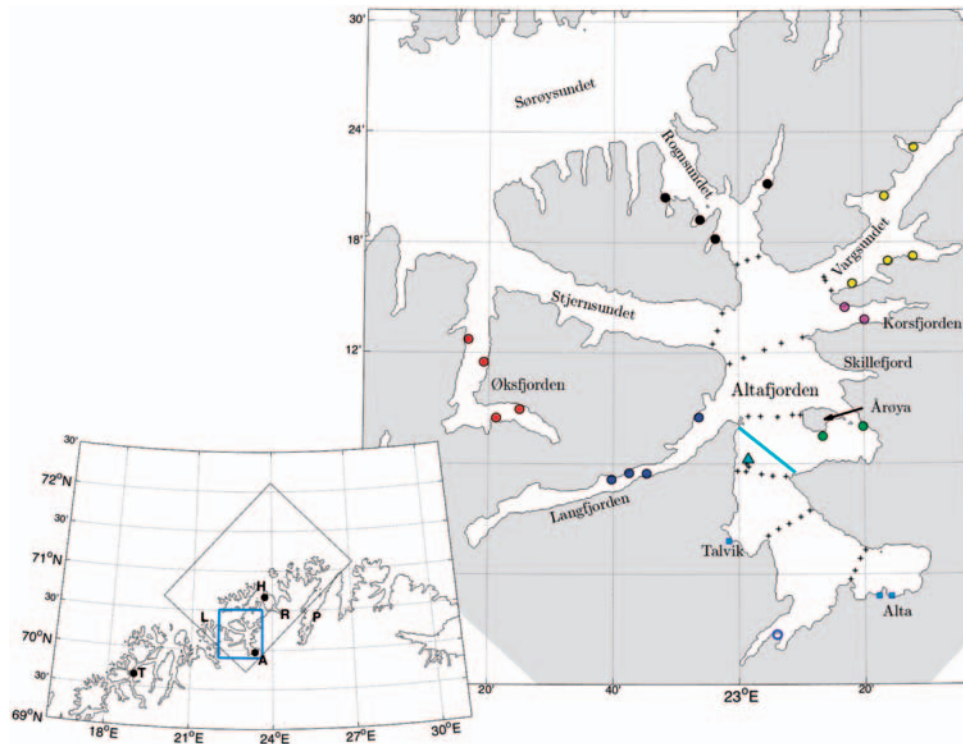 30'
24'
18'
12'
Sørøysundet
Rognsundet
Vargsundet
Stjernsundet
Korsfjorden
Skillefjord
Øksfjorden
Altafjorden
Årøya
Langfjorden
Talvik
Alta
20'
40'
23°E
20'
30'
72°N
30'
71°N
30'
70°N
30'
69°N
H
L
R
P
A
T
18°E
21°E
24°E
27°E
30°E